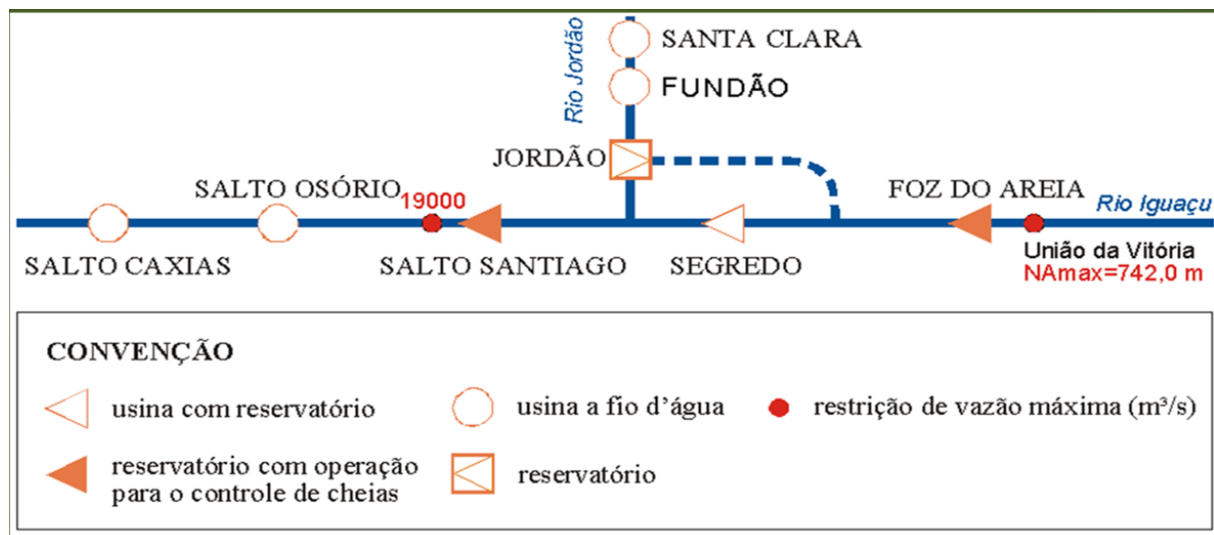 Rio Jordão
SANTA CLARA
FUNDÃO
JORDÃO
SALTO OSÓRIO
19000
FOZ DO AREIA
Rio Iguaçu
SALTO CAXIAS
SALTO SANTIAGO
SEGREDO
União da Vitória
NAmax=742,0 m
CONVENÇÃO
usina com reservatório
usina a fio d'água
restrição de vazão máxima (m³/s)
reservatório com operação
para o controle de cheias
reservatório